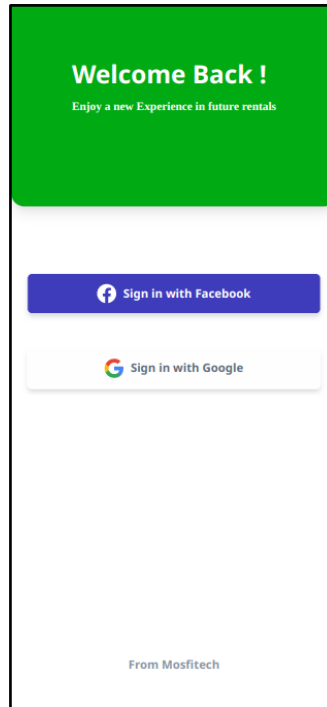 Welcome Back !
Enjoy a new Experience in future rentals
Sign in with Facebook
Sign in with Google
From Mosfitech